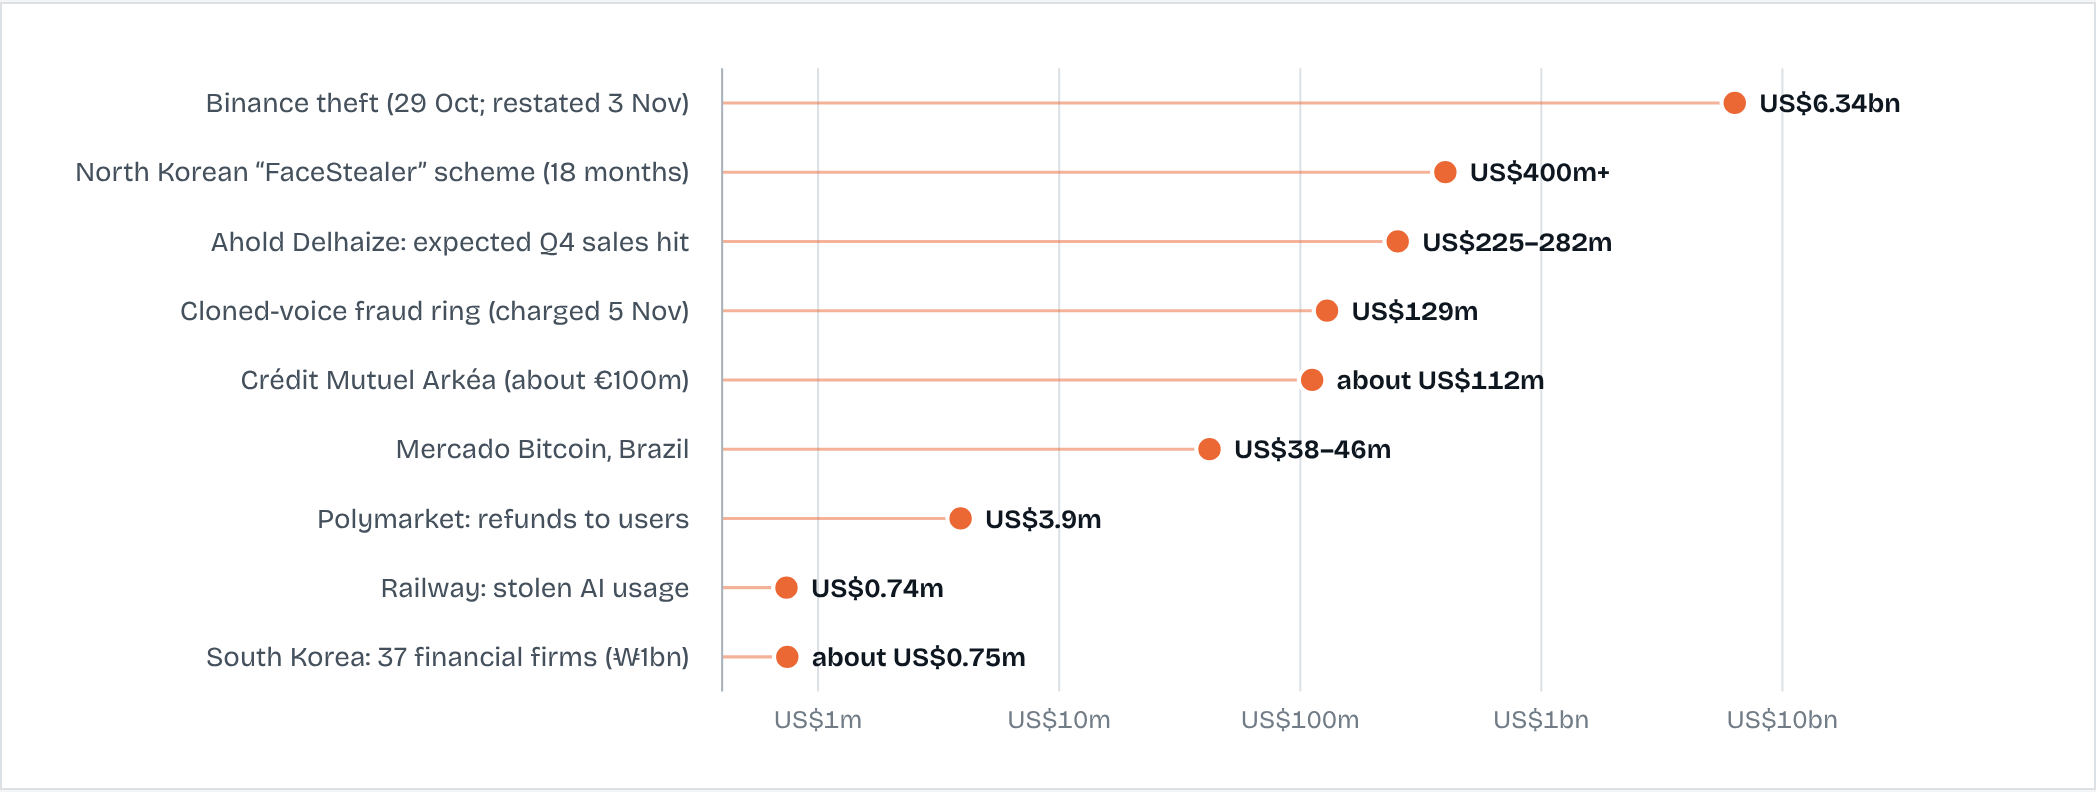 Binance theft (29 Oct; restated 3 Nov) US$6.34bn
North Korean “FaceStealer” scheme (18 months) US$400m+
Ahold Delhaize: expected Q4 sales hit US$225–282m
Cloned-voice fraud ring (charged 5 Nov) US$129m
Crédit Mutuel Arkéa (about €100m) about US$112m
Mercado Bitcoin, Brazil US$38–46m
Polymarket: refunds to users US$3.9m
Railway: stolen AI usage US$0.74m
South Korea: 37 financial firms (₩1bn) about US$0.75m
US$1m US$10m US$100m US$1bn US$10bn